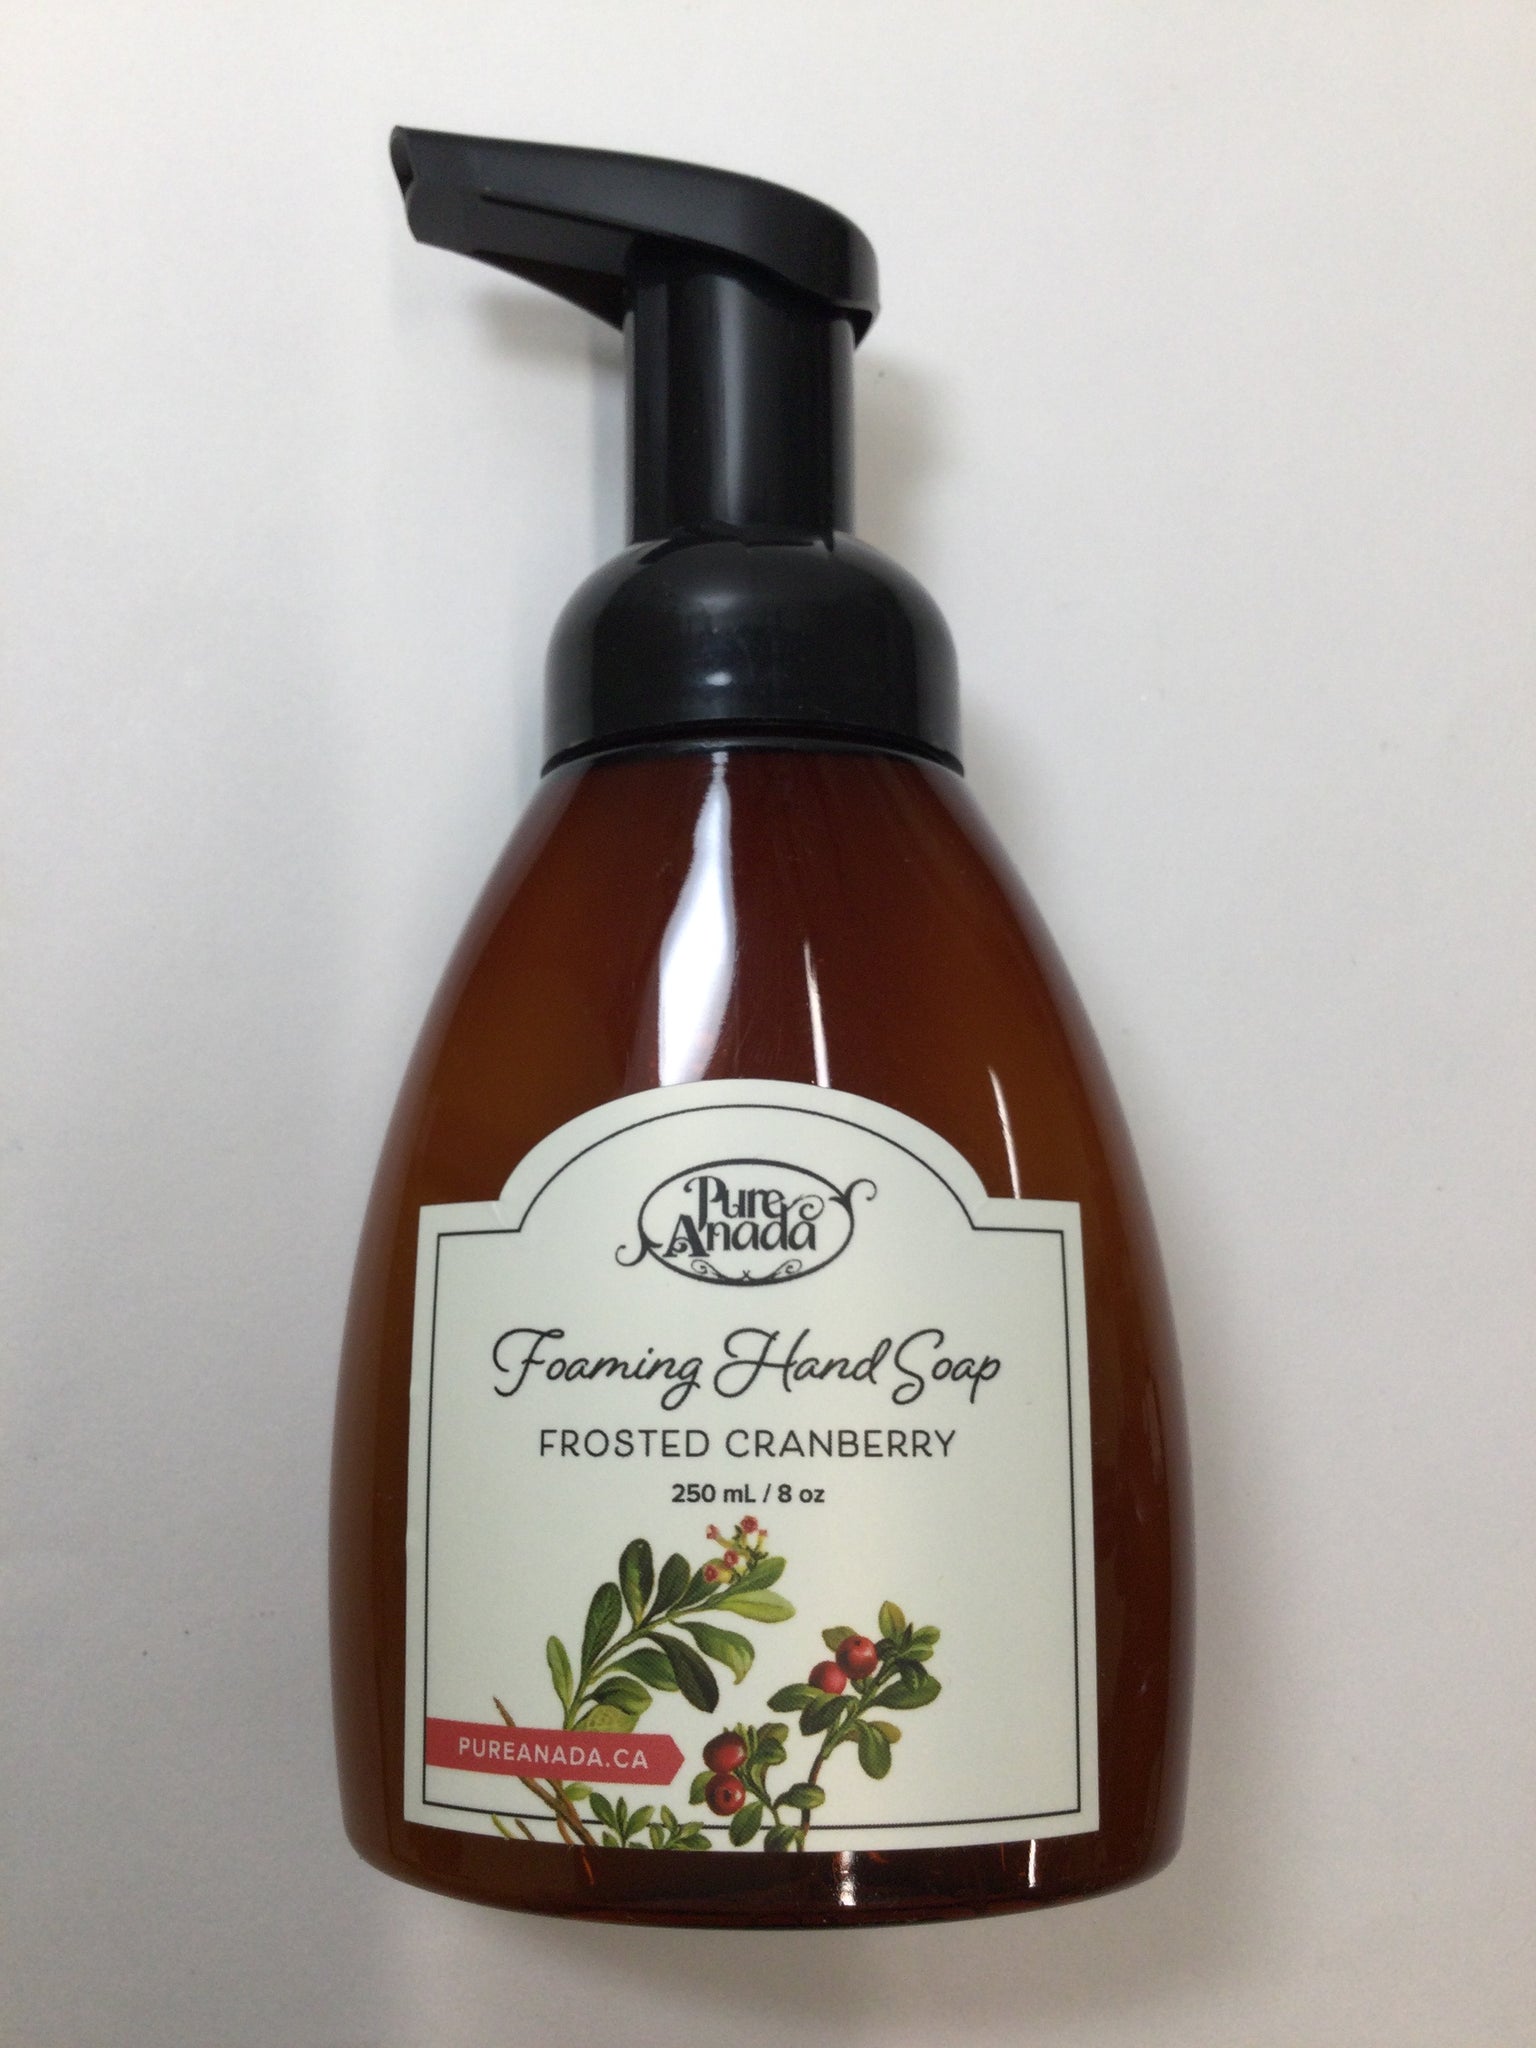 Pure
Anada
Foaming Hand Soap
FROSTED CRANBERRY
250 mL / 8 oz
PUREANADA.CA